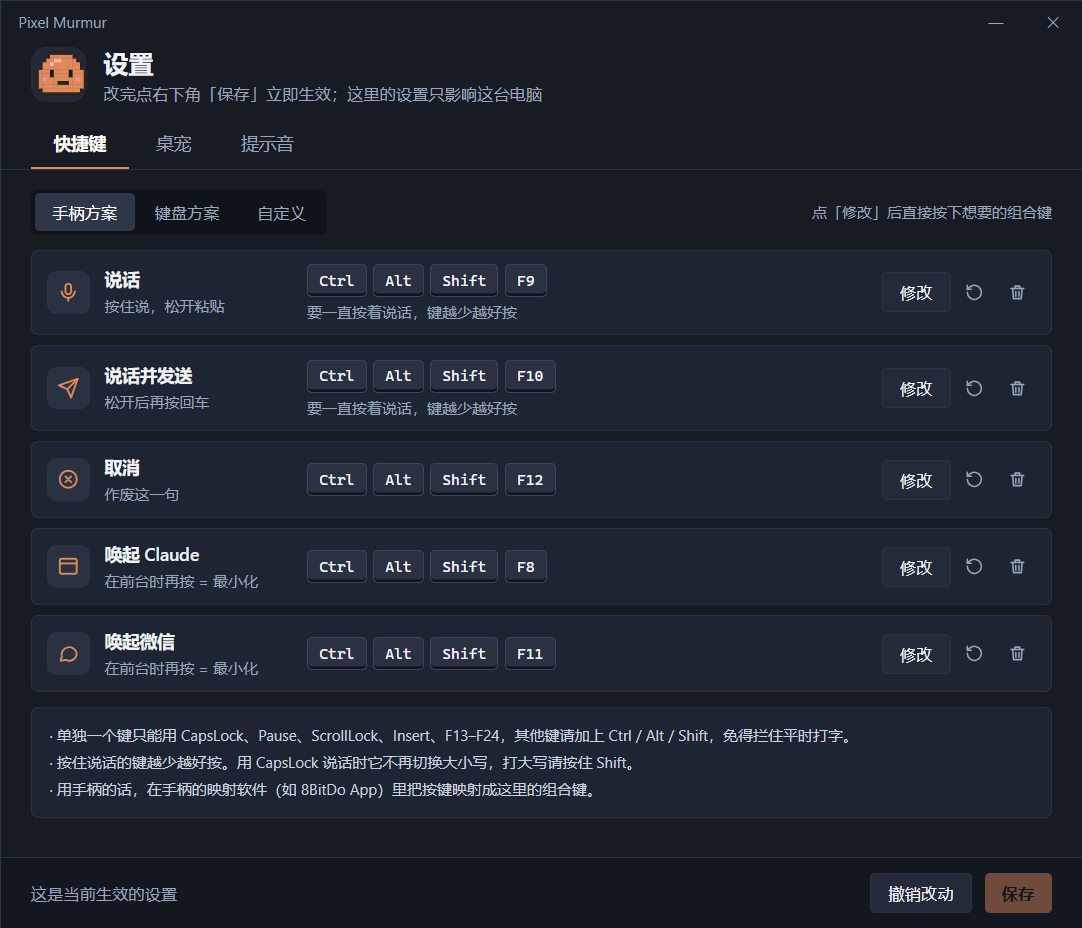 Pixel Murmur
设置
改完点右下角「保存」立即生效；这里的设置只影响这台电脑
快捷键 桌宠 提示音
手柄方案 键盘方案 自定义 点「修改」后直接按下想要的组合键
说话 Ctrl Alt Shift F9 修改
按住说，松开粘贴 要一直按着说话，键越少越好按
说话并发送 Ctrl Alt Shift F10 修改
松开后再按回车 要一直按着说话，键越少越好按
取消 Ctrl Alt Shift F12 修改
作废这一句
唤起 Claude Ctrl Alt Shift F8 修改
在前台时再按 = 最小化
唤起微信 Ctrl Alt Shift F11 修改
在前台时再按 = 最小化
· 单独一个键只能用 CapsLock、Pause、ScrollLock、Insert、F13–F24，其他键请加上 Ctrl / Alt / Shift，免得拦住平时打字。
· 按住说话的键越少越好按。用 CapsLock 说话时它不再切换大小写，打大写请按住 Shift。
· 用手柄的话，在手柄的映射软件（如 8BitDo App）里把按键映射成这里的组合键。
这是当前生效的设置 撤销改动 保存